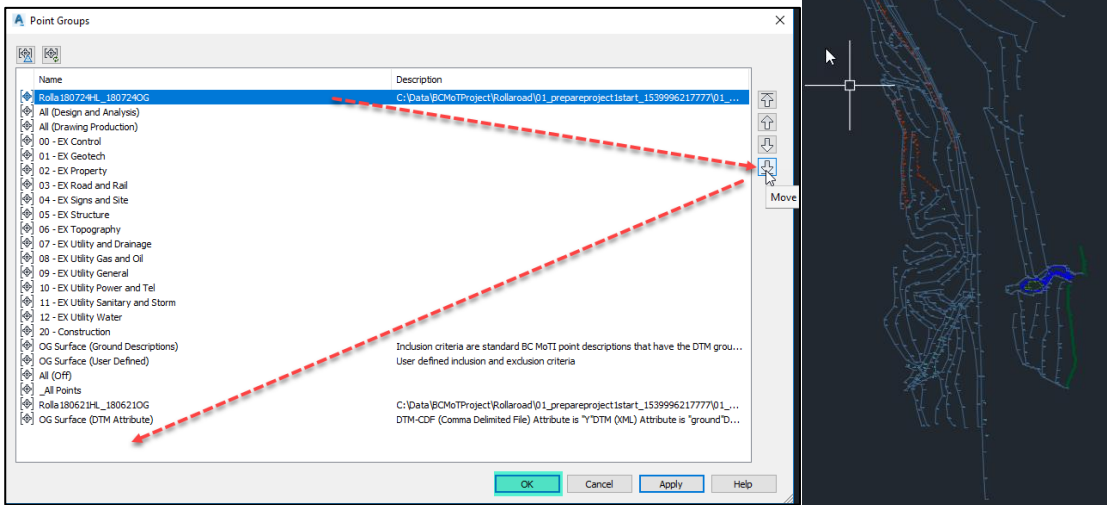 Point Groups
Name Description
Rolla180724HL_180724OG C:\Data\BCMoTProject\Rollaroad\01_prepareproject1start_1539996217777\01_...
All (Design and Analysis)
All (Drawing Production)
00 - EX Control
01 - EX Geotech
02 - EX Property
03 - EX Road and Rail
04 - EX Signs and Site
05 - EX Structure
06 - EX Topography
07 - EX Utility and Drainage
08 - EX Utility Gas and Oil
09 - EX Utility General
10 - EX Utility Power and Tel
11 - EX Utility Sanitary and Storm
12 - EX Utility Water
20 - Construction
OG Surface (Ground Descriptions) Inclusion criteria are standard BC MoTI point descriptions that have the DTM grou...
OG Surface (User Defined) User defined inclusion and exclusion criteria
All (Off)
_All Points
Rolla180621HL_180621OG C:\Data\BCMoTProject\Rollaroad\01_prepareproject1start_1539996217777\01_...
OG Surface (DTM Attribute) DTM-CDF (Comma Delimited File) Attribute is "Y"DTM (XML) Attribute is "ground"D...
Move
OK Cancel Apply Help